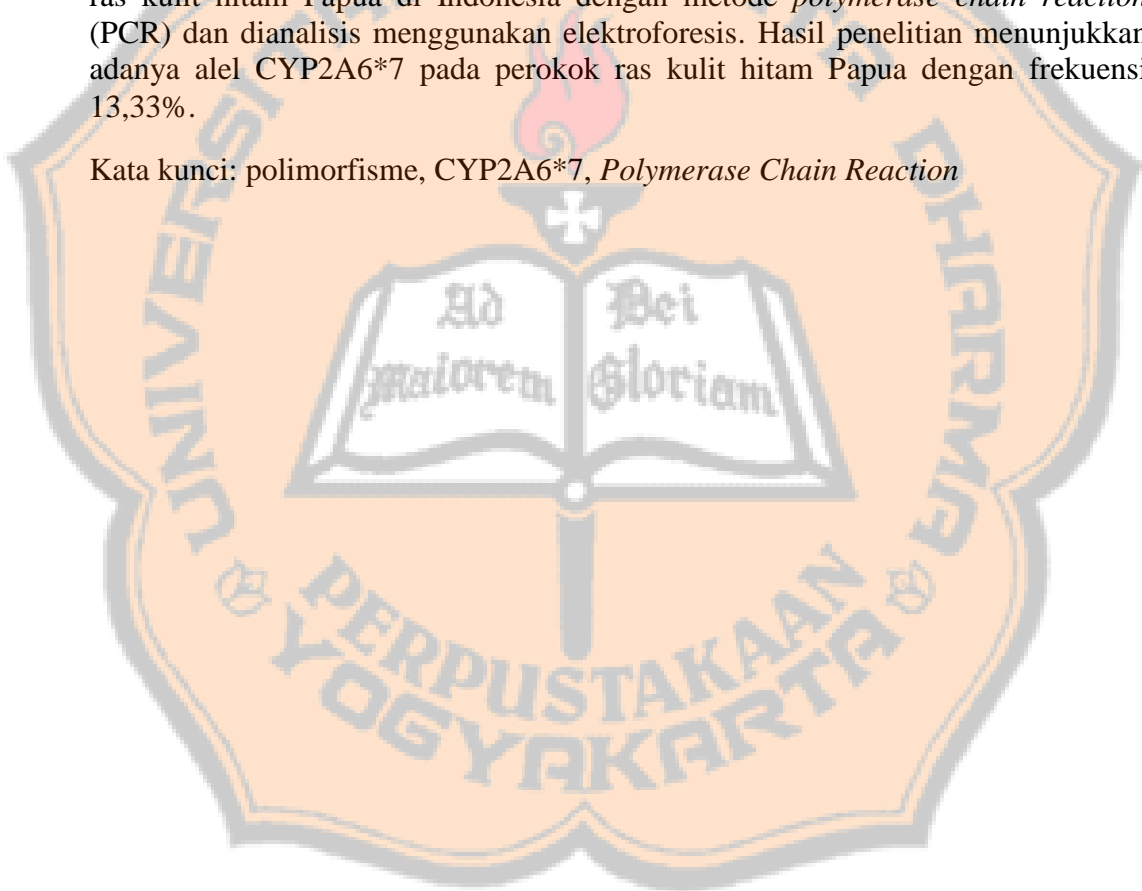 ras kulit hitam Papua di Indonesia dengan metode polymerase chain reaction
(PCR) dan dianalisis menggunakan elektroforesis. Hasil penelitian menunjukkan
adanya alel CYP2A6*7 pada perokok ras kulit hitam Papua dengan frekuensi
13,33%.
Kata kunci: polimorfisme, CYP2A6*7, Polymerase Chain Reaction
Ad Dei
Maiorem Gloriam
DHARMA
PERPUSTAKAAN
YOGYAKARTA